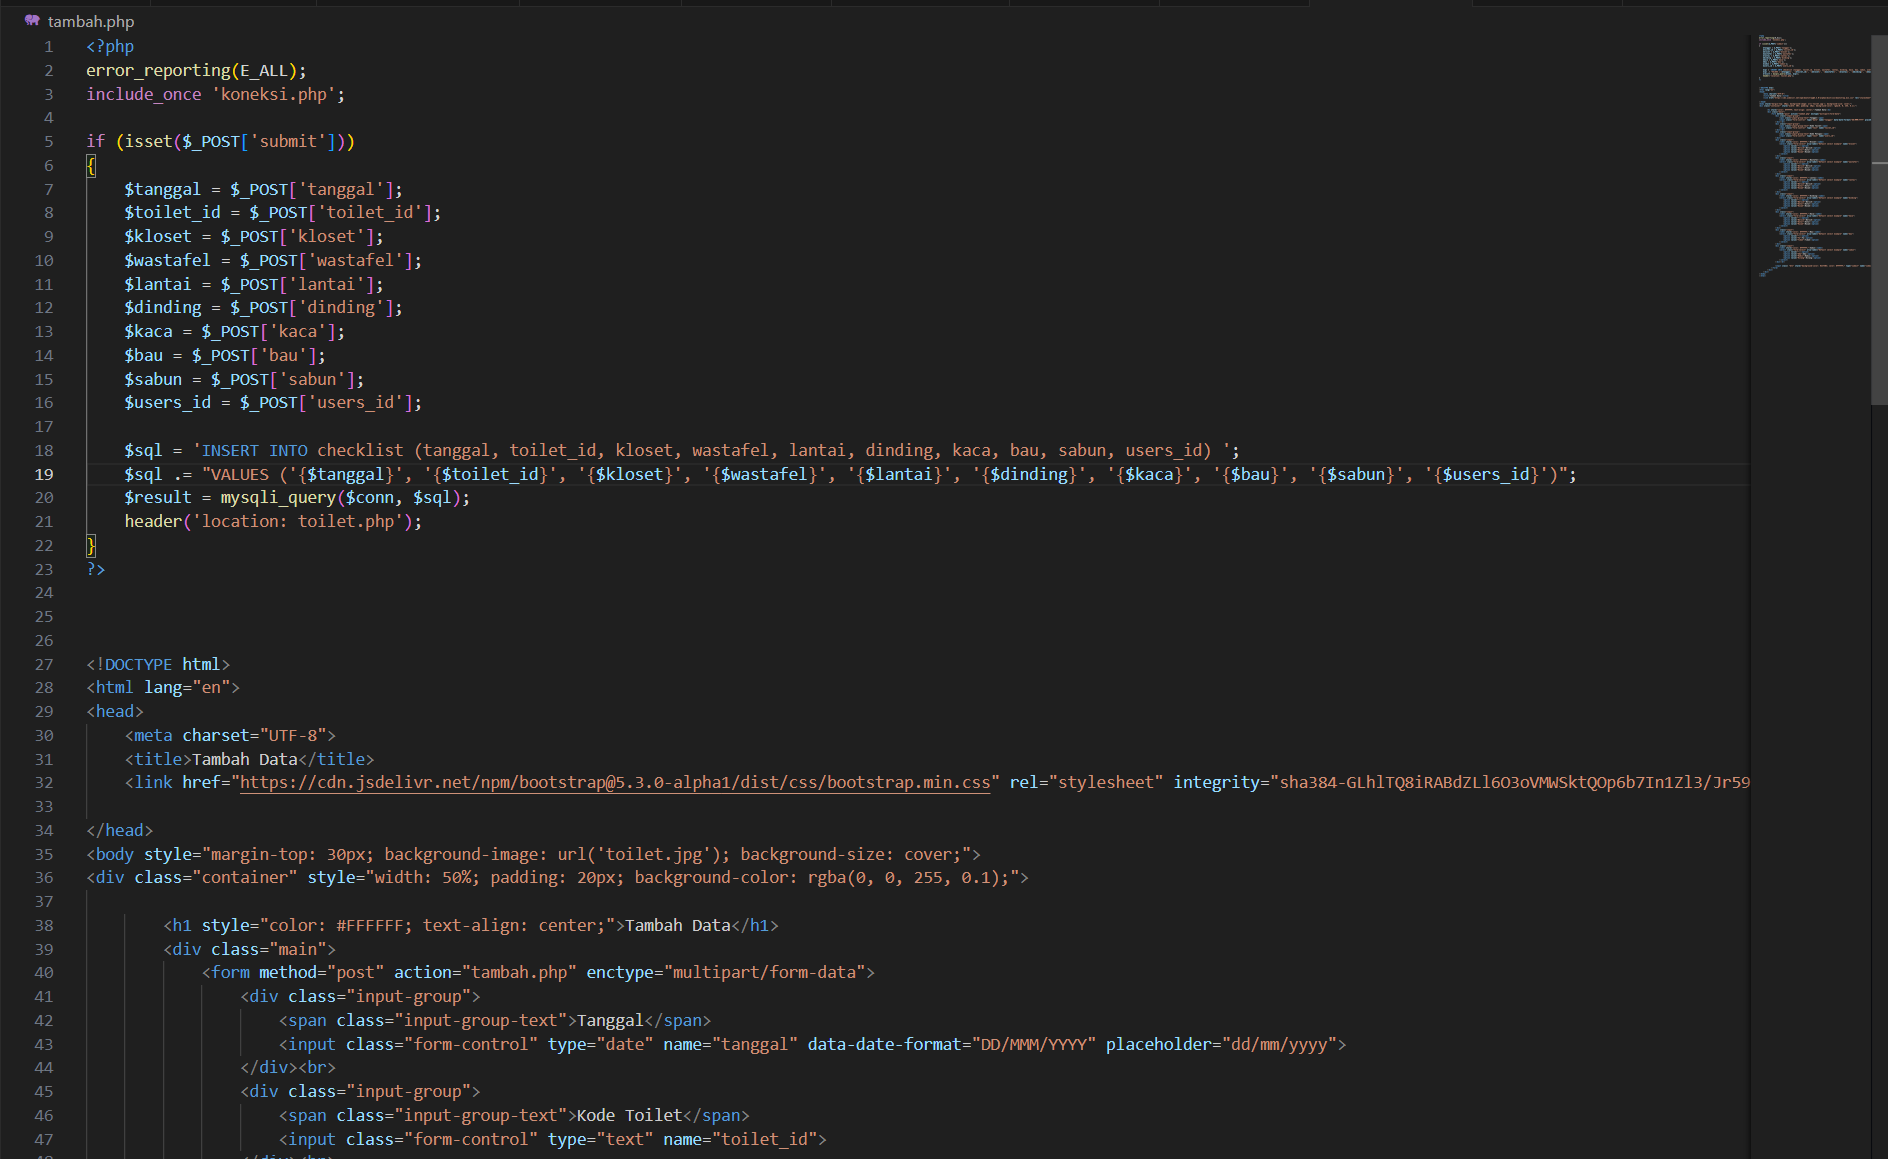 tambah.php
1 <?php
2 error_reporting(E_ALL);
3 include_once 'koneksi.php';
4
5 if (isset($_POST['submit']))
6 {
7 $tanggal = $_POST['tanggal'];
8 $toilet_id = $_POST['toilet_id'];
9 $kloset = $_POST['kloset'];
10 $wastafel = $_POST['wastafel'];
11 $lantai = $_POST['lantai'];
12 $dinding = $_POST['dinding'];
13 $kaca = $_POST['kaca'];
14 $bau = $_POST['bau'];
15 $sabun = $_POST['sabun'];
16 $users_id = $_POST['users_id'];
17
18 $sql = 'INSERT INTO checklist (tanggal, toilet_id, kloset, wastafel, lantai, dinding, kaca, bau, sabun, users_id) ';
19 $sql .= "VALUES ('{$tanggal}', '{$toilet_id}', '{$kloset}', '{$wastafel}', '{$lantai}', '{$dinding}', '{$kaca}', '{$bau}', '{$sabun}', '{$users_id}')";
20 $result = mysqli_query($conn, $sql);
21 header('location: toilet.php');
22 }
23 ?>
24
25
26
27 <!DOCTYPE html>
28 <html lang="en">
29 <head>
30 <meta charset="UTF-8">
31 <title>Tambah Data</title>
32 <link href="https://cdn.jsdelivr.net/npm/bootstrap@5.3.0-alpha1/dist/css/bootstrap.min.css" rel="stylesheet" integrity="sha384-GLhlTQ8iRABdZLl6O3oVMWSktQOp6b7In1Zl3/Jr59
33
34 </head>
35 <body style="margin-top: 30px; background-image: url('toilet.jpg'); background-size: cover;">
36 <div class="container" style="width: 50%; padding: 20px; background-color: rgba(0, 0, 255, 0.1);">
37
38 <h1 style="color: #FFFFFF; text-align: center;">Tambah Data</h1>
39 <div class="main">
40 <form method="post" action="tambah.php" enctype="multipart/form-data">
41 <div class="input-group">
42 <span class="input-group-text">Tanggal</span>
43 <input class="form-control" type="date" name="tanggal" data-date-format="DD/MMM/YYYY" placeholder="dd/mm/yyyy">
44 </div><br>
45 <div class="input-group">
46 <span class="input-group-text">Kode Toilet</span>
47 <input class="form-control" type="text" name="toilet_id">